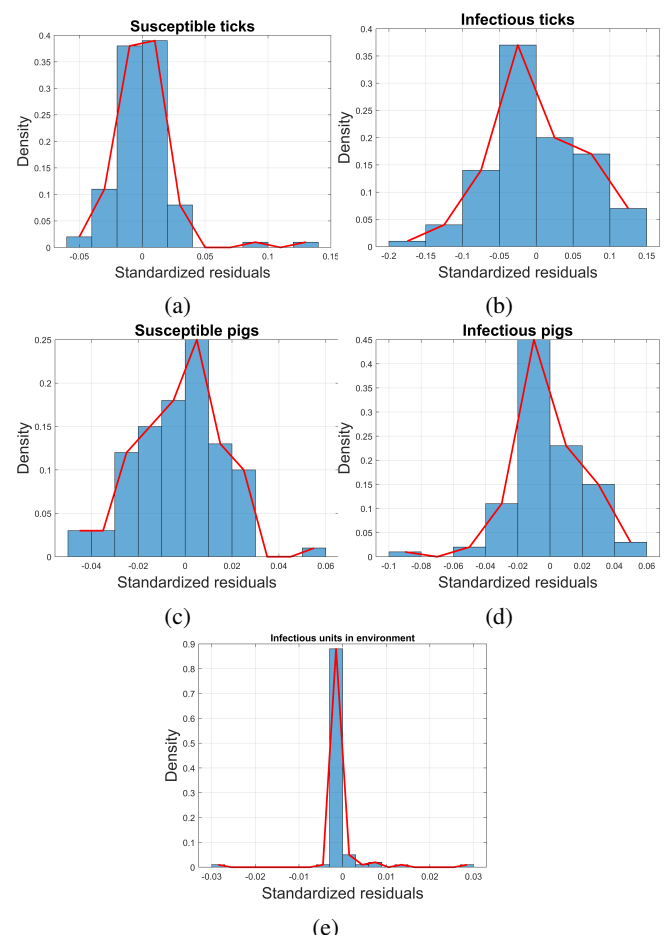 Susceptible ticks
0.4
0.35
0.3
0.25
0.2
0.15
0.1
0.05
0
Density
-0.05 0 0.05 0.1 0.15
Standardized residuals
(a)
Infectious ticks
0.4
0.35
0.3
0.25
0.2
0.15
0.1
0.05
0
Density
-0.2 -0.15 -0.1 -0.05 0 0.05 0.1 0.15
Standardized residuals
(b)
Susceptible pigs
0.25
0.2
0.15
0.1
0.05
0
Density
-0.04 -0.02 0 0.02 0.04 0.06
Standardized residuals
(c)
Infectious pigs
0.45
0.4
0.35
0.3
0.25
0.2
0.15
0.1
0.05
0
Density
-0.1 -0.08 -0.06 -0.04 -0.02 0 0.02 0.04 0.06
Standardized residuals
(d)
Infectious units in environment
0.9
0.8
0.7
0.6
0.5
0.4
0.3
0.2
0.1
0
Density
-0.03 -0.02 -0.01 0 0.01 0.02 0.03
Standardized residuals
(e)